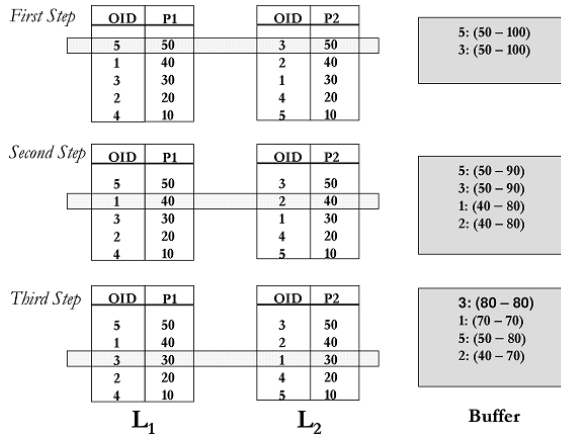 First Step
OID P1 OID P2
5 50 3 50
1 40 2 40
3 30 1 30
2 20 4 20
4 10 5 10
5: (50 – 100)
3: (50 – 100)
Second Step
OID P1 OID P2
5 50 3 50
1 40 2 40
3 30 1 30
2 20 4 20
4 10 5 10
5: (50 – 90)
3: (50 – 90)
1: (40 – 80)
2: (40 – 80)
Third Step
OID P1 OID P2
5 50 3 50
1 40 2 40
3 30 1 30
2 20 4 20
4 10 5 10
3: (80 – 80)
1: (70 – 70)
5: (50 – 80)
2: (40 – 70)
L1 L2 Buffer